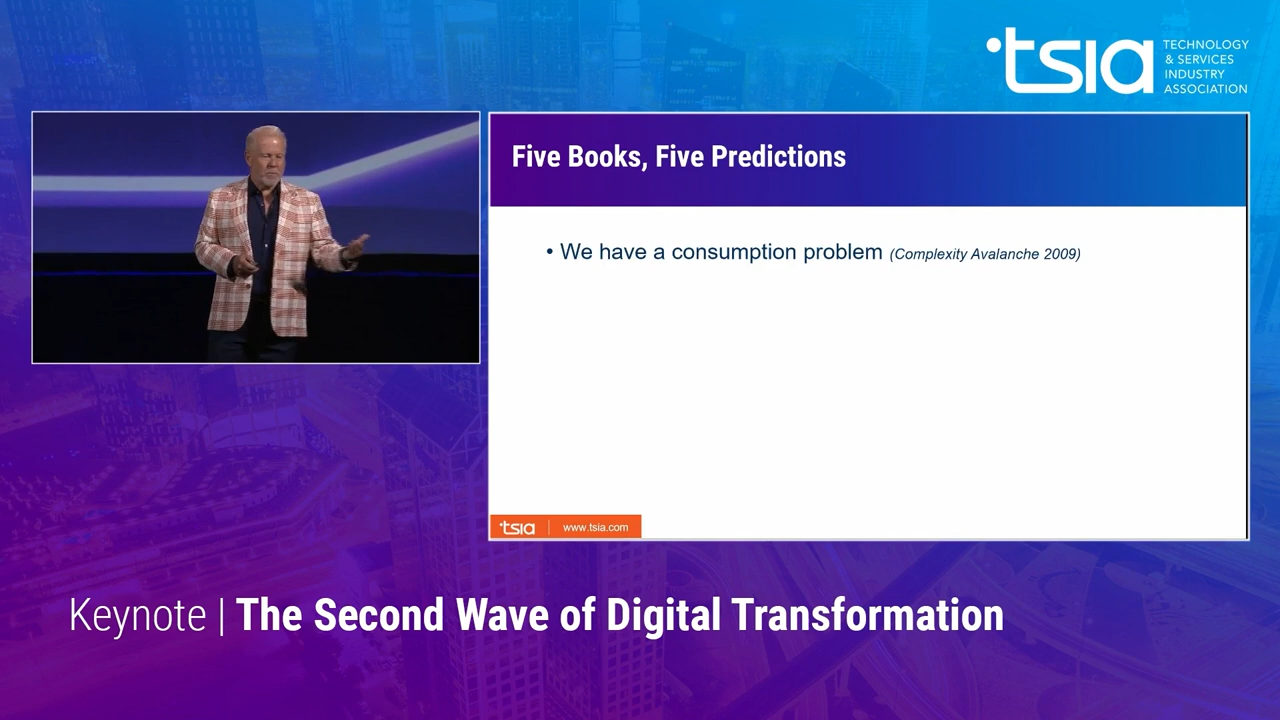 tsia
TECHNOLOGY
& SERVICES
INDUSTRY
ASSOCIATION
Five Books, Five Predictions
• We have a consumption problem (Complexity Avalanche 2009)
tsia | www.tsia.com
Keynote | The Second Wave of Digital Transformation